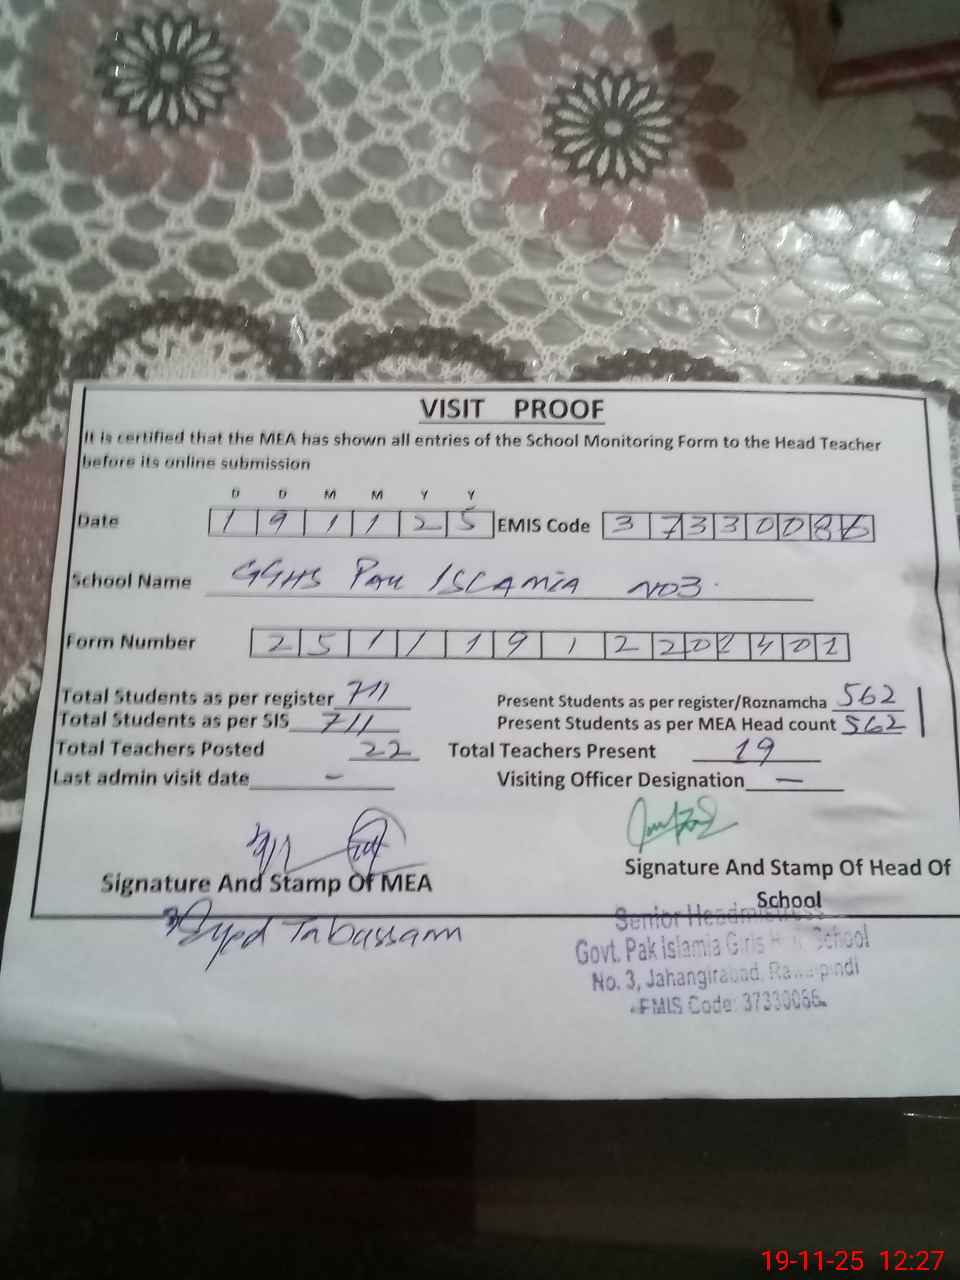 VISIT PROOF
It is certified that the MEA has shown all entries of the School Monitoring Form to the Head Teacher
before its online submission
D D M M Y Y
Date 1 9 1 1 2 5 EMIS Code 3 7 3 3 0 0 8 6
School Name GGHS Pak ISLAMIA NO3.
Form Number 2 5 1 1 1 9 1 2 2 0 2 4 0 1
Total Students as per register 711 Present Students as per register/Roznamcha 562
Total Students as per SIS 711 Present Students as per MEA Head count 562
Total Teachers Posted 22 Total Teachers Present 19
Last admin visit date — Visiting Officer Designation —
Signature And Stamp Of MEA Signature And Stamp Of Head Of
School
Syed Tabassam
Senior Headmistress
Govt. Pak Islamia Girls High School
No. 3, Jahangirabad, Rawalpindi
EMIS Code: 37330086
19-11-25 12:27